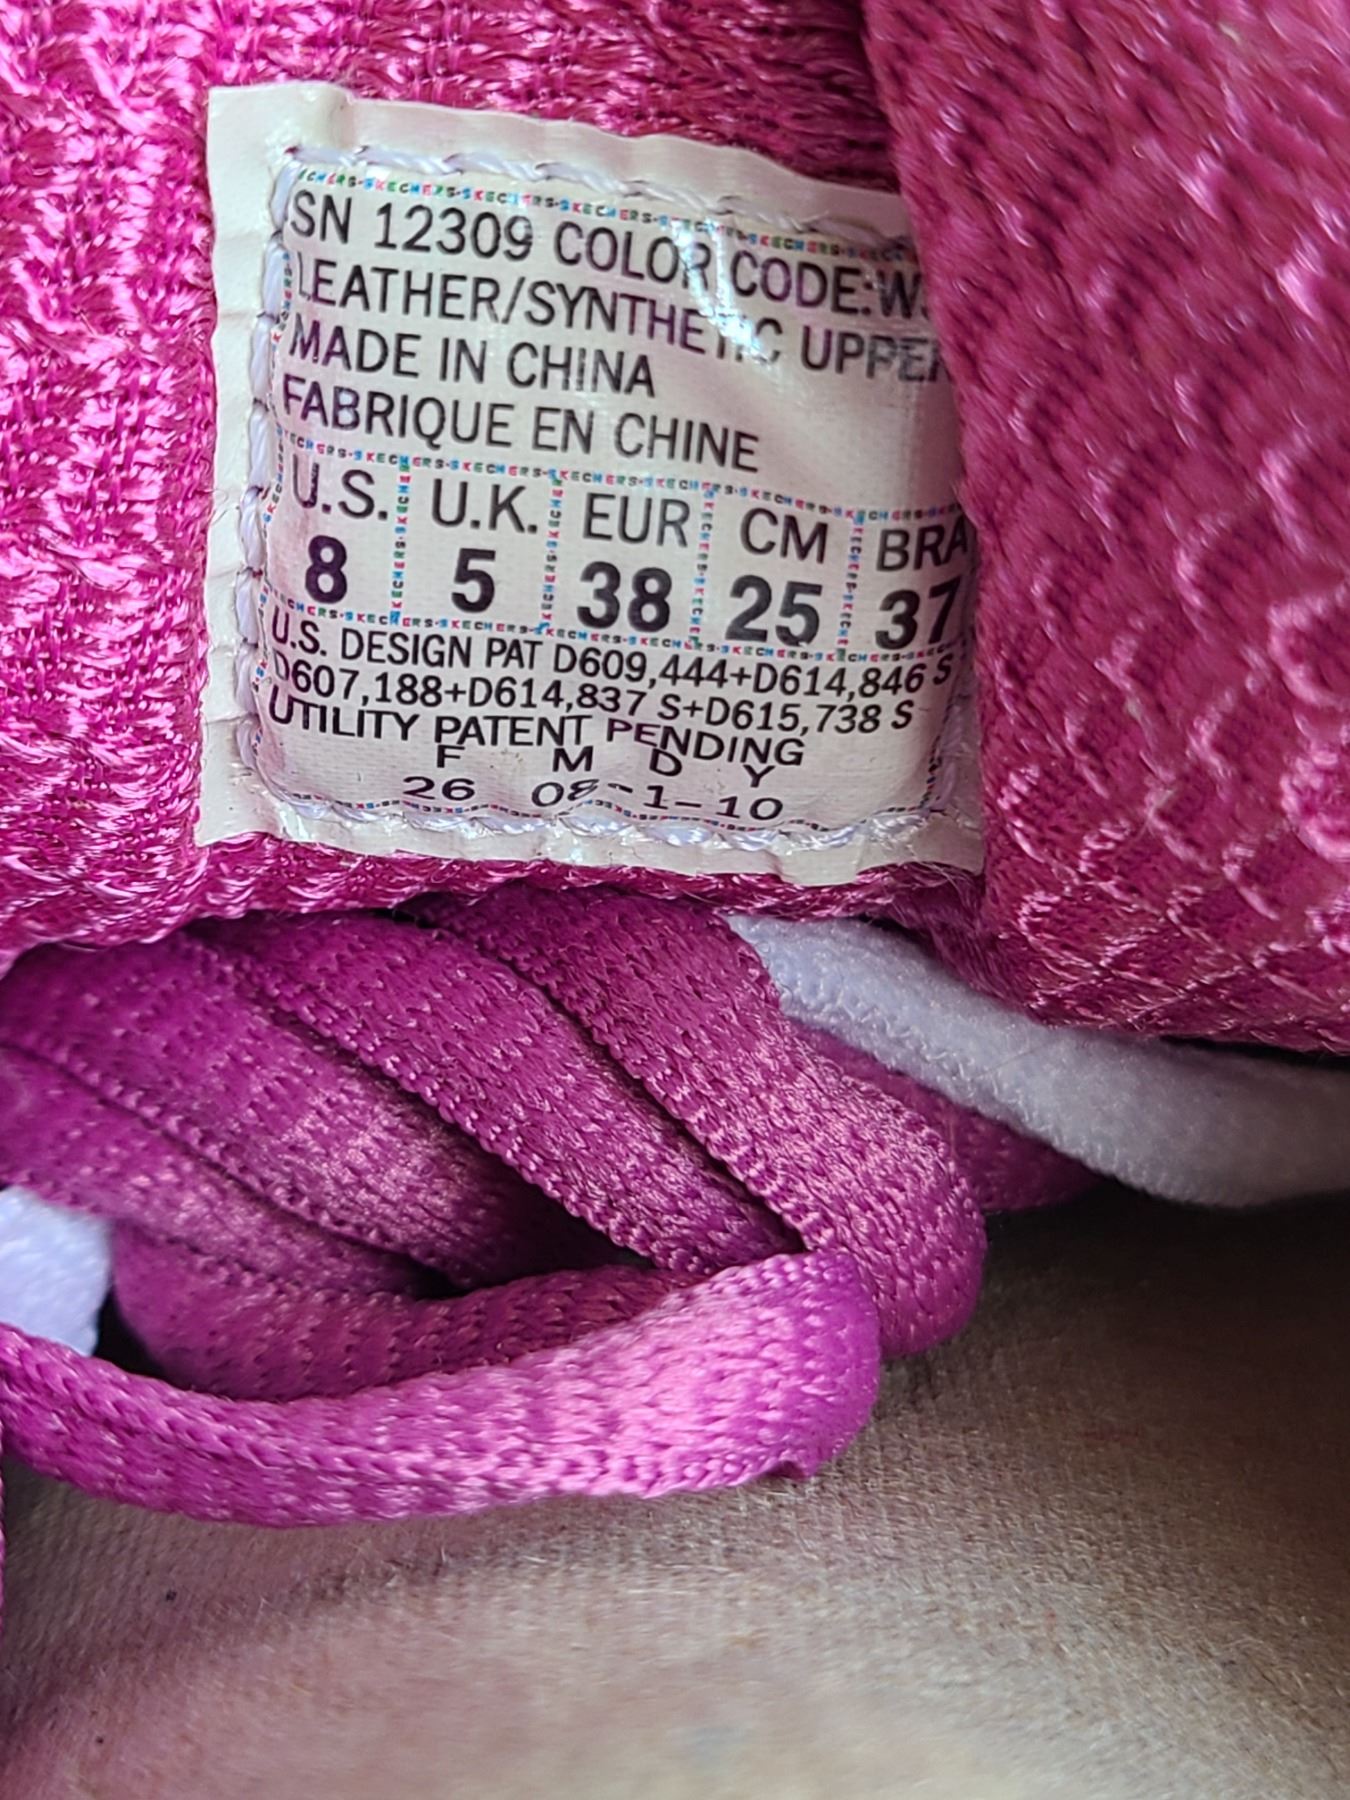 SN 12309 COLOR CODE:W
LEATHER/SYNTHETIC UPPER
MADE IN CHINA
FABRIQUE EN CHINE
U.S. U.K. EUR CM BRA
8 5 38 25 37
U.S. DESIGN PAT D609,444+D614,846 S
D607,188+D614,837 S+D615,738 S
UTILITY PATENT PENDING
F M D Y
26 08-1-10